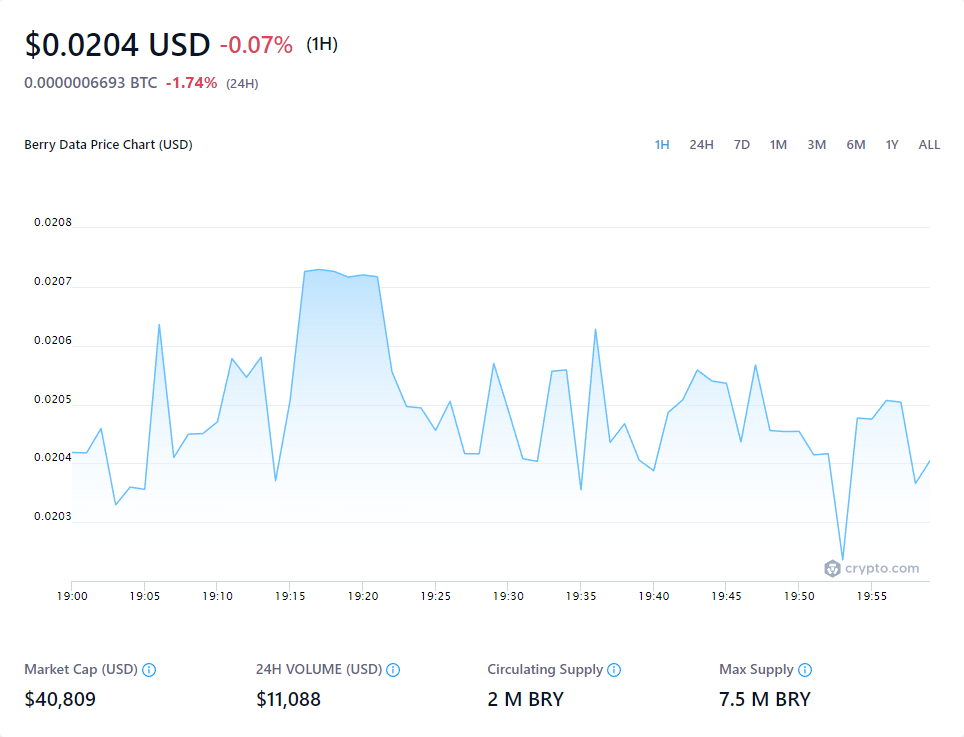 $0.0204 USD -0.07% (1H)
0.0000006693 BTC -1.74% (24H)
Berry Data Price Chart (USD)
1H 24H 7D 1M 3M 6M 1Y ALL
0.0208
0.0207
0.0206
0.0205
0.0204
0.0203
crypto.com
19:00 19:05 19:10 19:15 19:20 19:25 19:30 19:35 19:40 19:45 19:50 19:55
Market Cap (USD) 24H VOLUME (USD) Circulating Supply Max Supply
$40,809 $11,088 2 M BRY 7.5 M BRY